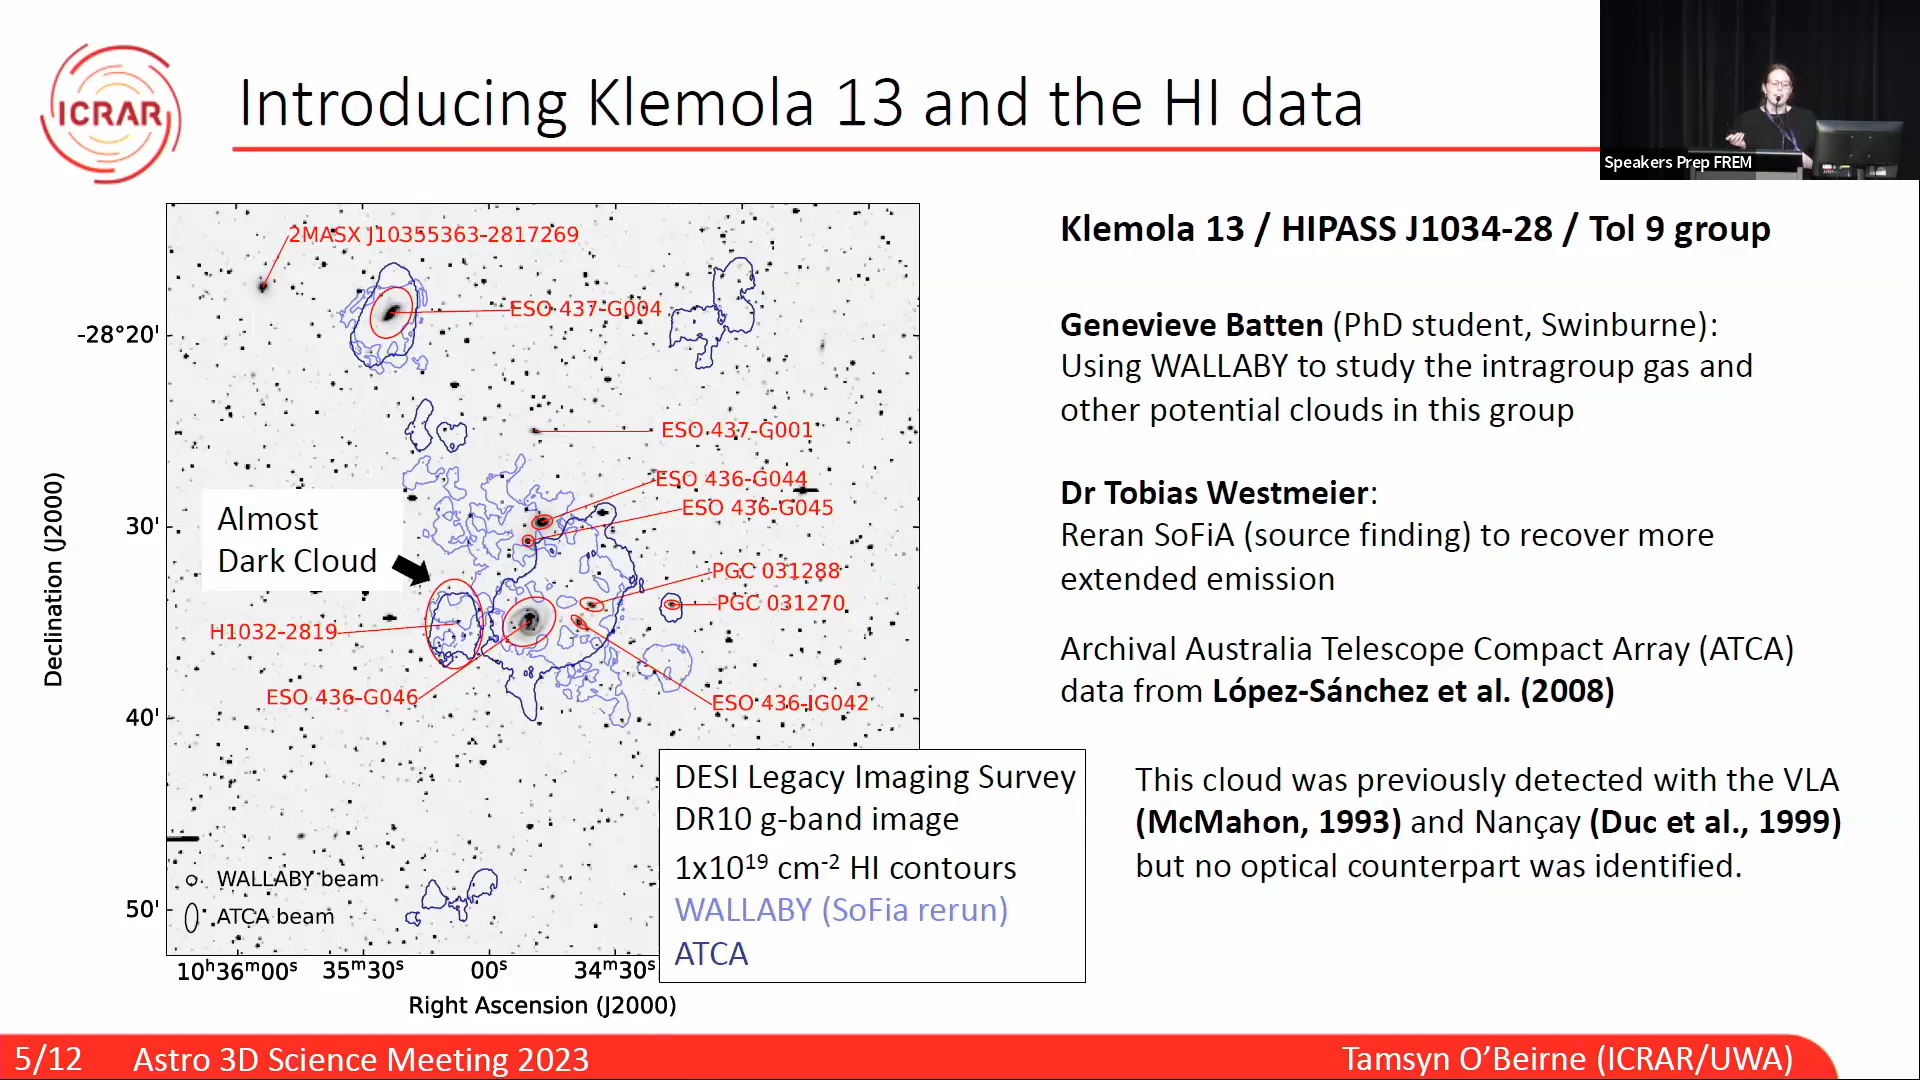 ICRAR
Introducing Klemola 13 and the HI data
Speakers Prep FREM
2MASX J10355363-2817269
ESO 437-G004
ESO 437-G001
ESO 436-G044
ESO 436-G045
PGC 031288
PGC 031270
H1032-2819
ESO 436-G046
ESO 436-IG042
Almost
Dark Cloud
-28°20'
30'
40'
50'
Declination (J2000)
WALLABY beam
ATCA beam
10ʰ36ᵐ00ˢ 35ᵐ30ˢ 00ˢ 34ᵐ30ˢ
Right Ascension (J2000)
DESI Legacy Imaging Survey
DR10 g-band image
1x10¹⁹ cm⁻² HI contours
WALLABY (SoFia rerun)
ATCA
Klemola 13 / HIPASS J1034-28 / Tol 9 group
Genevieve Batten (PhD student, Swinburne):
Using WALLABY to study the intragroup gas and
other potential clouds in this group
Dr Tobias Westmeier:
Reran SoFiA (source finding) to recover more
extended emission
Archival Australia Telescope Compact Array (ATCA)
data from López-Sánchez et al. (2008)
This cloud was previously detected with the VLA
(McMahon, 1993) and Nançay (Duc et al., 1999)
but no optical counterpart was identified.
5/12 Astro 3D Science Meeting 2023
Tamsyn O’Beirne (ICRAR/UWA)